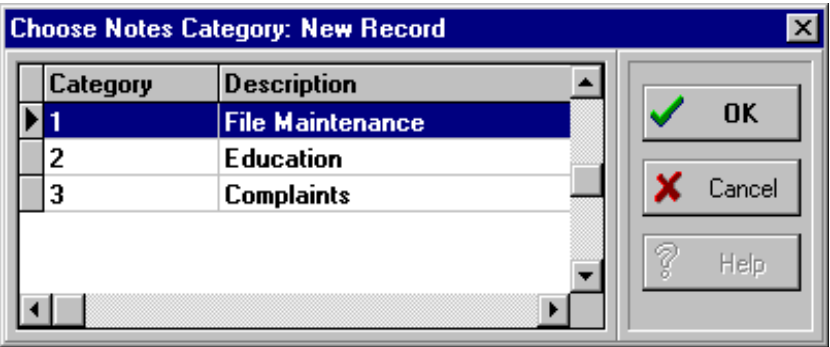 Choose Notes Category: New Record
Category Description
1 File Maintenance
2 Education
3 Complaints
OK
Cancel
Help